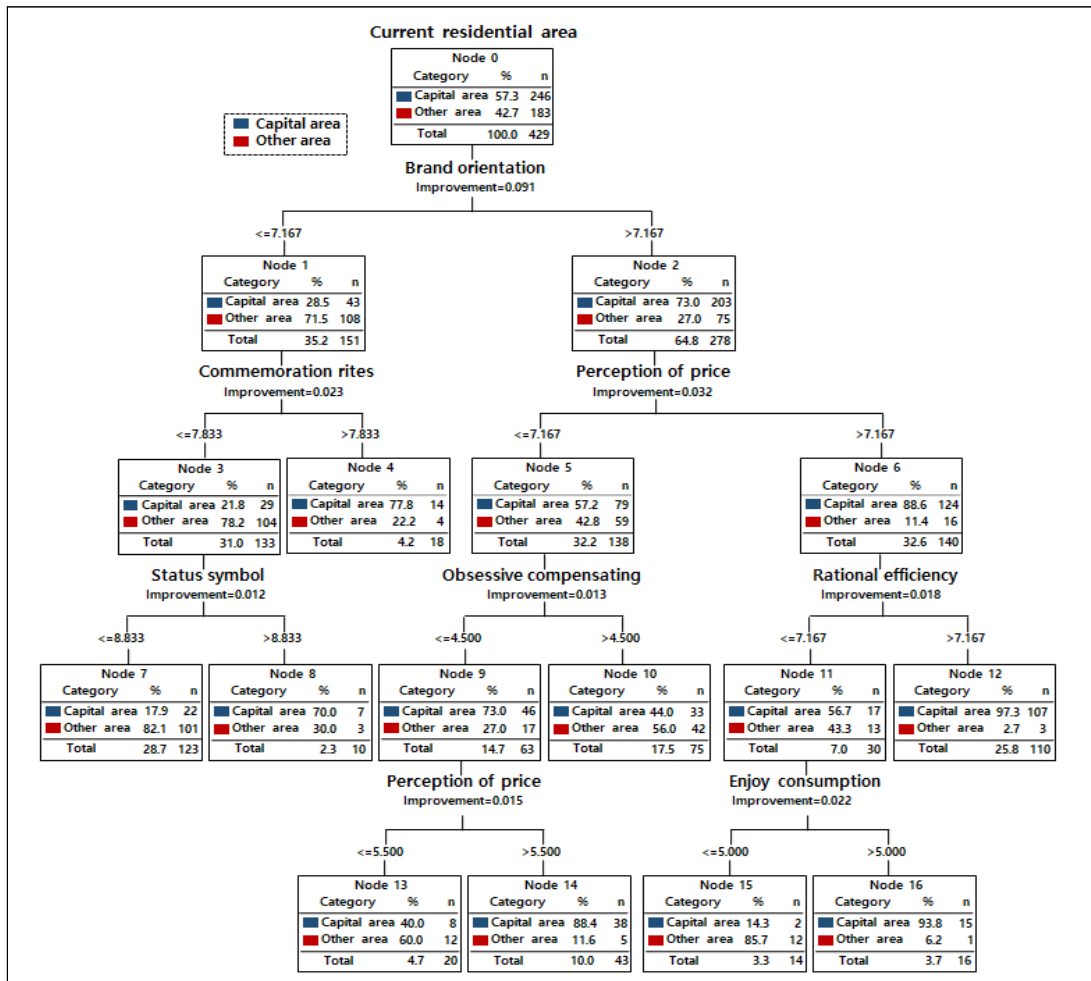 Current residential area
Node 0
Category % n
Capital area 57.3 246
Other area 42.7 183
Total 100.0 429
Capital area
Other area
Brand orientation
Improvement=0.091
<=7.167
>7.167
Node 1
Category % n
Capital area 28.5 43
Other area 71.5 108
Total 35.2 151
Node 2
Category % n
Capital area 73.0 203
Other area 27.0 75
Total 64.8 278
Commemoration rites
Improvement=0.023
Perception of price
Improvement=0.032
<=7.833
>7.833
<=7.167
>7.167
Node 3
Category % n
Capital area 21.8 29
Other area 78.2 104
Total 31.0 133
Node 4
Category % n
Capital area 77.8 14
Other area 22.2 4
Total 4.2 18
Node 5
Category % n
Capital area 57.2 79
Other area 42.8 59
Total 32.2 138
Node 6
Category % n
Capital area 88.6 124
Other area 11.4 16
Total 32.6 140
Status symbol
Improvement=0.012
Obsessive compensating
Improvement=0.013
Rational efficiency
Improvement=0.018
<=8.833
>8.833
<=4.500
>4.500
<=7.167
>7.167
Node 7
Category % n
Capital area 17.9 22
Other area 82.1 101
Total 28.7 123
Node 8
Category % n
Capital area 70.0 7
Other area 30.0 3
Total 2.3 10
Node 9
Category % n
Capital area 73.0 46
Other area 27.0 17
Total 14.7 63
Node 10
Category % n
Capital area 44.0 33
Other area 56.0 42
Total 17.5 75
Node 11
Category % n
Capital area 56.7 17
Other area 43.3 13
Total 7.0 30
Node 12
Category % n
Capital area 97.3 107
Other area 2.7 3
Total 25.8 110
Perception of price
Improvement=0.015
Enjoy consumption
Improvement=0.022
<=5.500
>5.500
<=5.000
>5.000
Node 13
Category % n
Capital area 40.0 8
Other area 60.0 12
Total 4.7 20
Node 14
Category % n
Capital area 88.4 38
Other area 11.6 5
Total 10.0 43
Node 15
Category % n
Capital area 14.3 2
Other area 85.7 12
Total 3.3 14
Node 16
Category % n
Capital area 93.8 15
Other area 6.2 1
Total 3.7 16